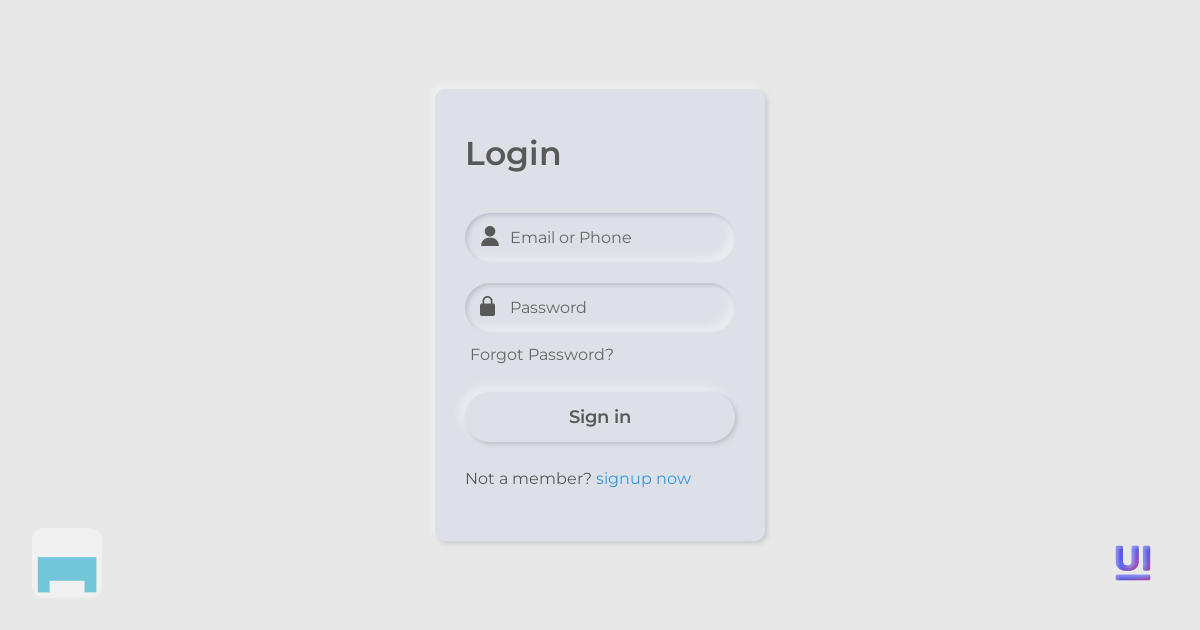 Login
Email or Phone
Password
Forgot Password?
Sign in
Not a member? signup now
UI